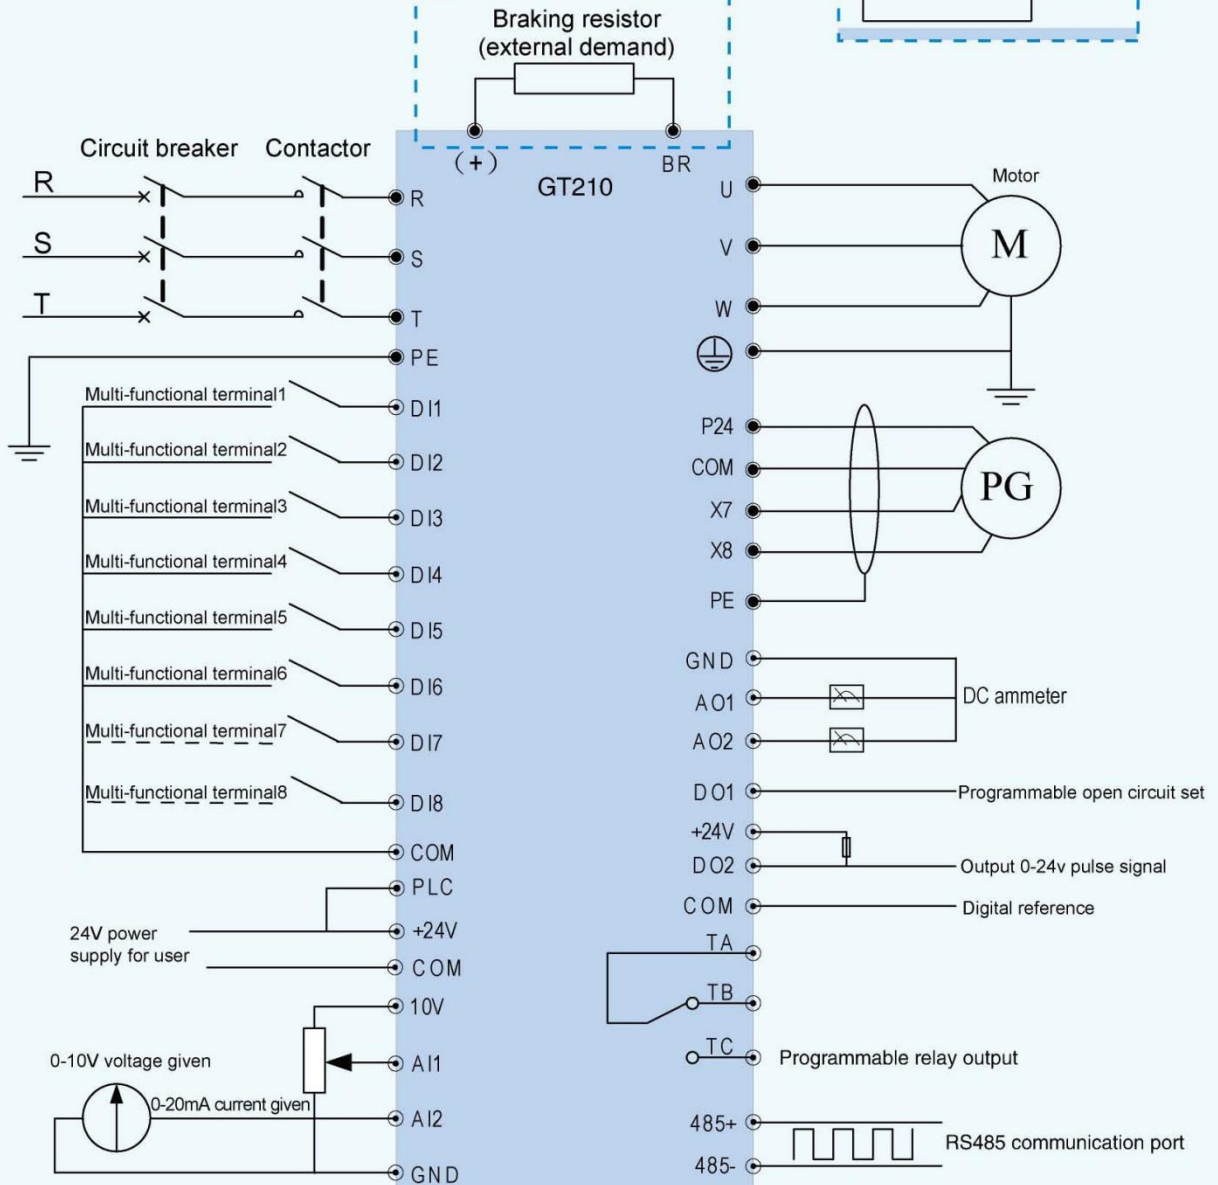 Braking resistor
(external demand)
Circuit breaker
Contactor
(+)
BR
GT210
R
R
S
S
T
T
PE
Multi-functional terminal1
DI1
Multi-functional terminal2
DI2
Multi-functional terminal3
DI3
Multi-functional terminal4
DI4
Multi-functional terminal5
DI5
Multi-functional terminal6
DI6
Multi-functional terminal7
DI7
Multi-functional terminal8
DI8
COM
PLC
24V power
supply for user
+24V
COM
10V
0-10V voltage given
AI1
0-20mA current given
AI2
GND
U
Motor
V
M
W
P24
COM
PG
X7
X8
PE
GND
AO1
DC ammeter
AO2
DO1
Programmable open circuit set
+24V
DO2
Output 0-24v pulse signal
COM
Digital reference
TA
TB
TC
Programmable relay output
485+
RS485 communication port
485-